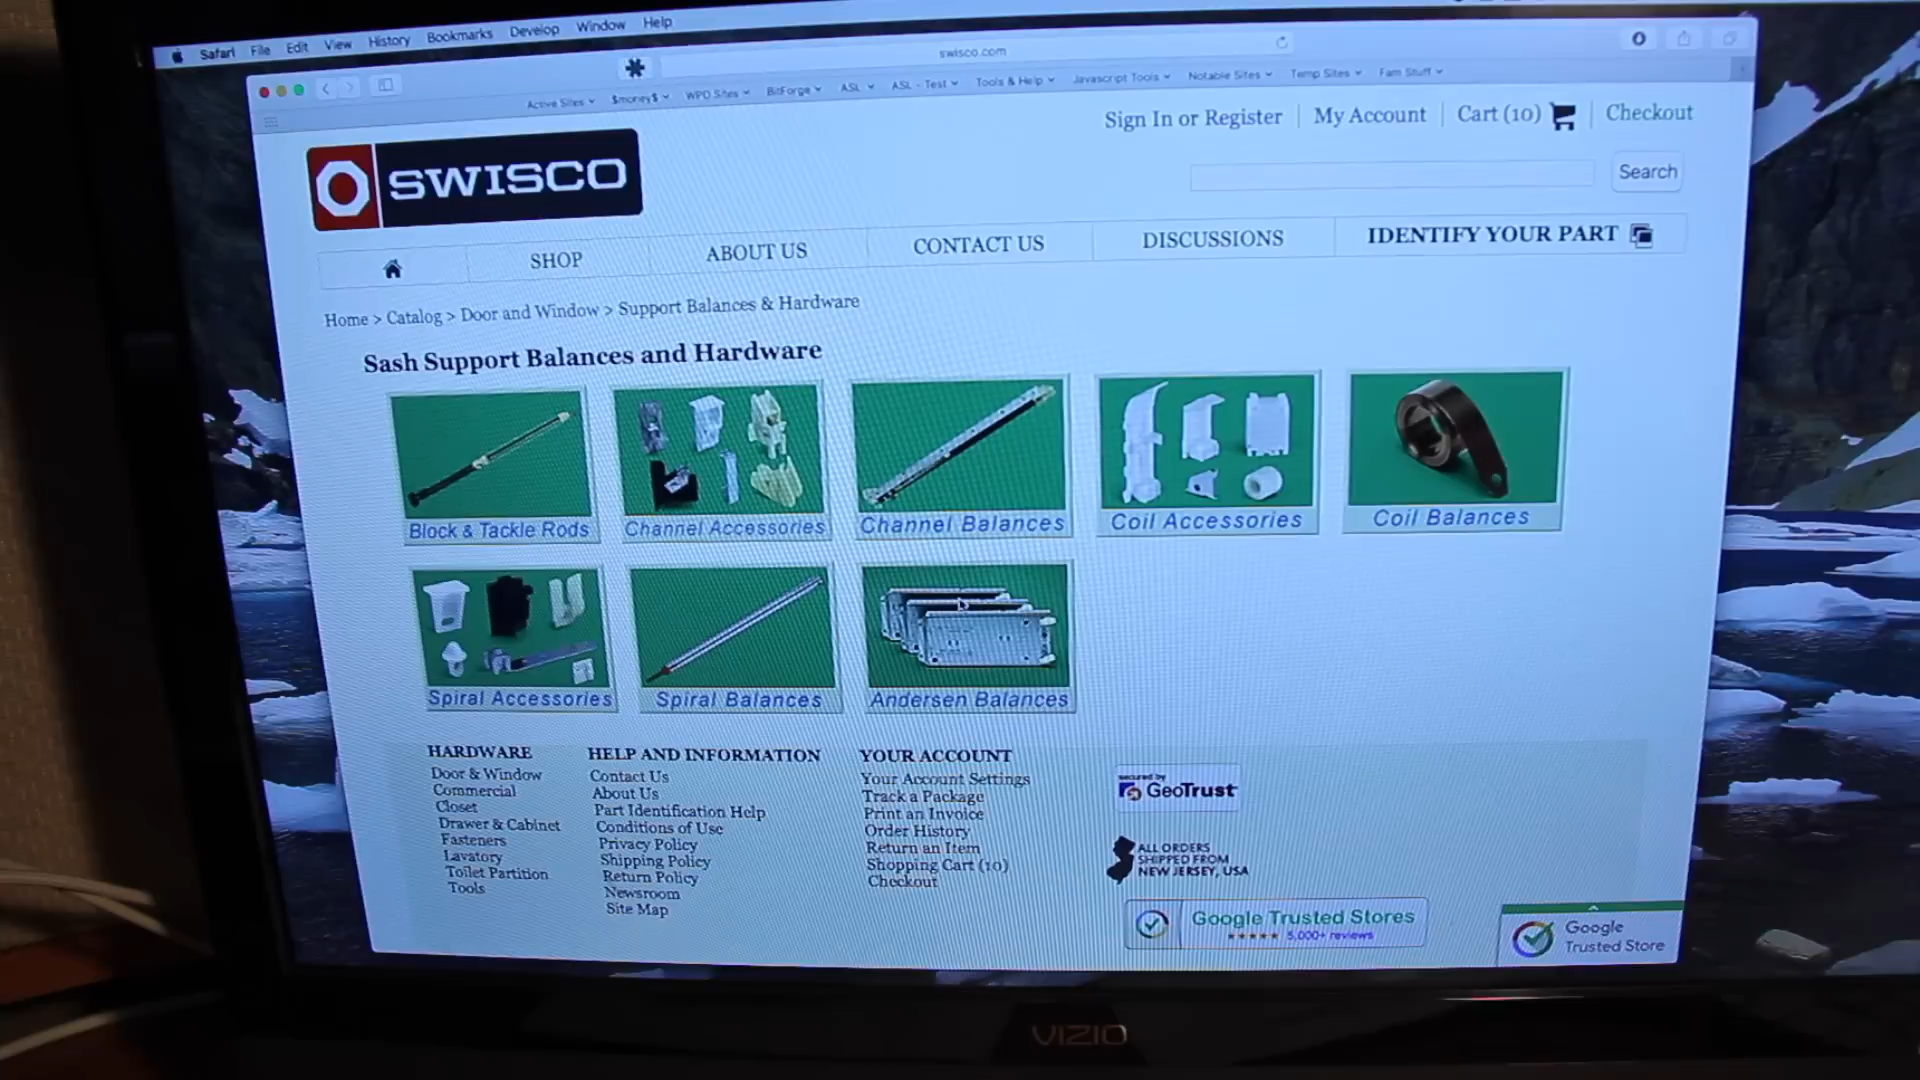 Safari File Edit View History Bookmarks Develop Window Help
swisco.com
Active Sites $money$ WPD Sites BitForge ASL ASL - Test Tools & Help Javascript Tools Notable Sites Temp Sites Fam Stuff
Sign In or Register My Account Cart (10) Checkout
SWISCO
Search
SHOP ABOUT US CONTACT US DISCUSSIONS IDENTIFY YOUR PART
Home > Catalog > Door and Window > Support Balances & Hardware
Sash Support Balances and Hardware
Block & Tackle Rods Channel Accessories Channel Balances Coil Accessories Coil Balances
Spiral Accessories Spiral Balances Andersen Balances
HARDWARE
Door & Window
Commercial
Closet
Drawer & Cabinet
Fasteners
Lavatory
Toilet Partition
Tools
HELP AND INFORMATION
Contact Us
About Us
Part Identification Help
Conditions of Use
Privacy Policy
Shipping Policy
Return Policy
Newsroom
Site Map
YOUR ACCOUNT
Your Account Settings
Track a Package
Print an Invoice
Order History
Return an Item
Shopping Cart (10)
Checkout
secured by
GeoTrust
ALL ORDERS
SHIPPED FROM
NEW JERSEY, USA
Google Trusted Stores
★★★★★ 5,000+ reviews
Google
Trusted Store
VIZIO